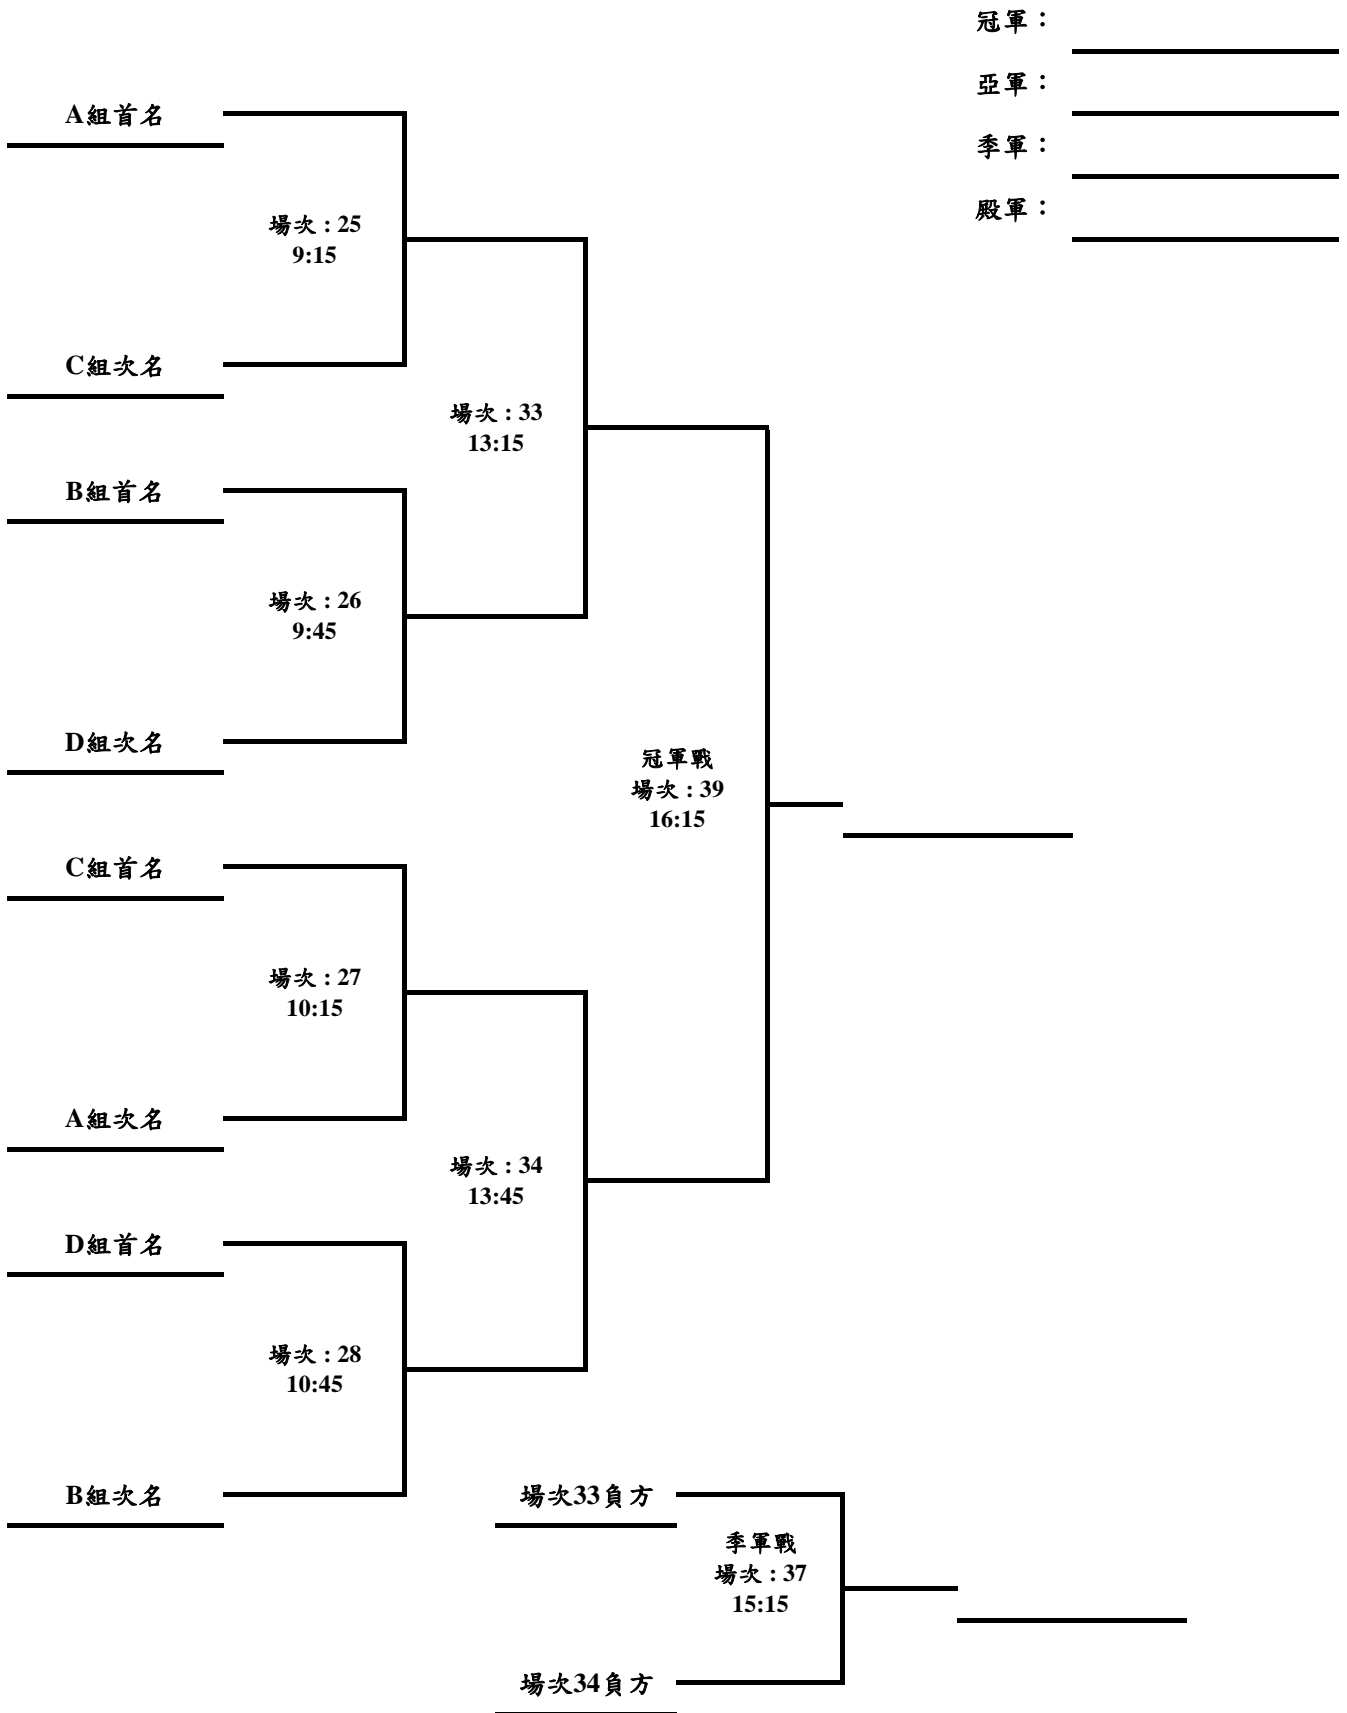 冠軍：
亞軍：
A組首名
季軍：
殿軍：
場次 : 25
9:15
C組次名
場次 : 33
13:15
B組首名
場次 : 26
9:45
D組次名
冠軍戰
場次 : 39
16:15
C組首名
場次 : 27
10:15
A組次名
場次 : 34
13:45
D組首名
場次 : 28
10:45
B組次名
場次33負方
季軍戰
場次 : 37
15:15
場次34負方